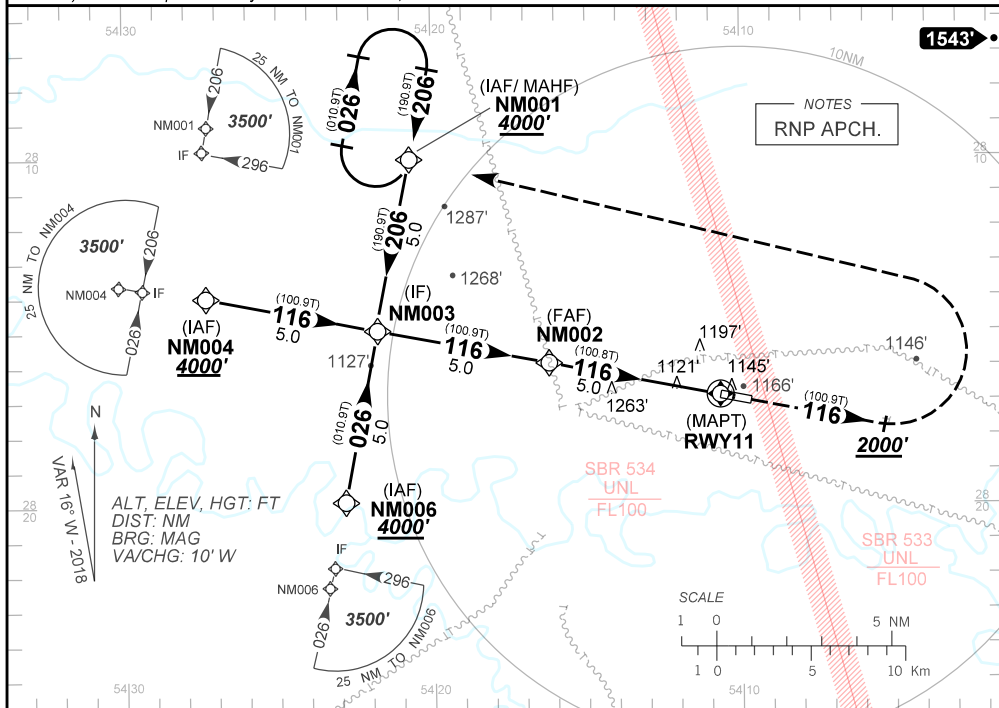 54 30
54 20
54 10
1543'
10NM
NOTES
RNP APCH.
25 NM TO NM001
206
NM001
3500'
IF
296
(010.9T)
026
(190.9T)
206
(IAF/ MAHF)
NM001
4000'
28
10
28
10
(190.9T)
206
5.0
1287'
1268'
25 NM TO NM004
3500'
206
NM004
IF
026
(IAF)
NM004
4000'
(100.9T)
116
5.0
(IF)
NM003
(100.9T)
116
5.0
(FAF)
NM002
(100.8T)
116
5.0
1127'
1197'
1121'
1145'
1166'
1146'
1263'
(MAPT)
RWY11
(100.9T)
116
2000'
(010.9T)
026
5.0
(IAF)
NM006
4000'
N
VAR 16° W - 2018
ALT, ELEV, HGT: FT
DIST: NM
BRG: MAG
VA/CHG: 10' W
28
20
28
20
SBR 534
UNL
FL100
SBR 533
UNL
FL100
IF
NM006
296
026
3500'
25 NM TO NM006
SCALE
1 0 5 NM
1 0 5 10 Km
54 30
54 20
54 10